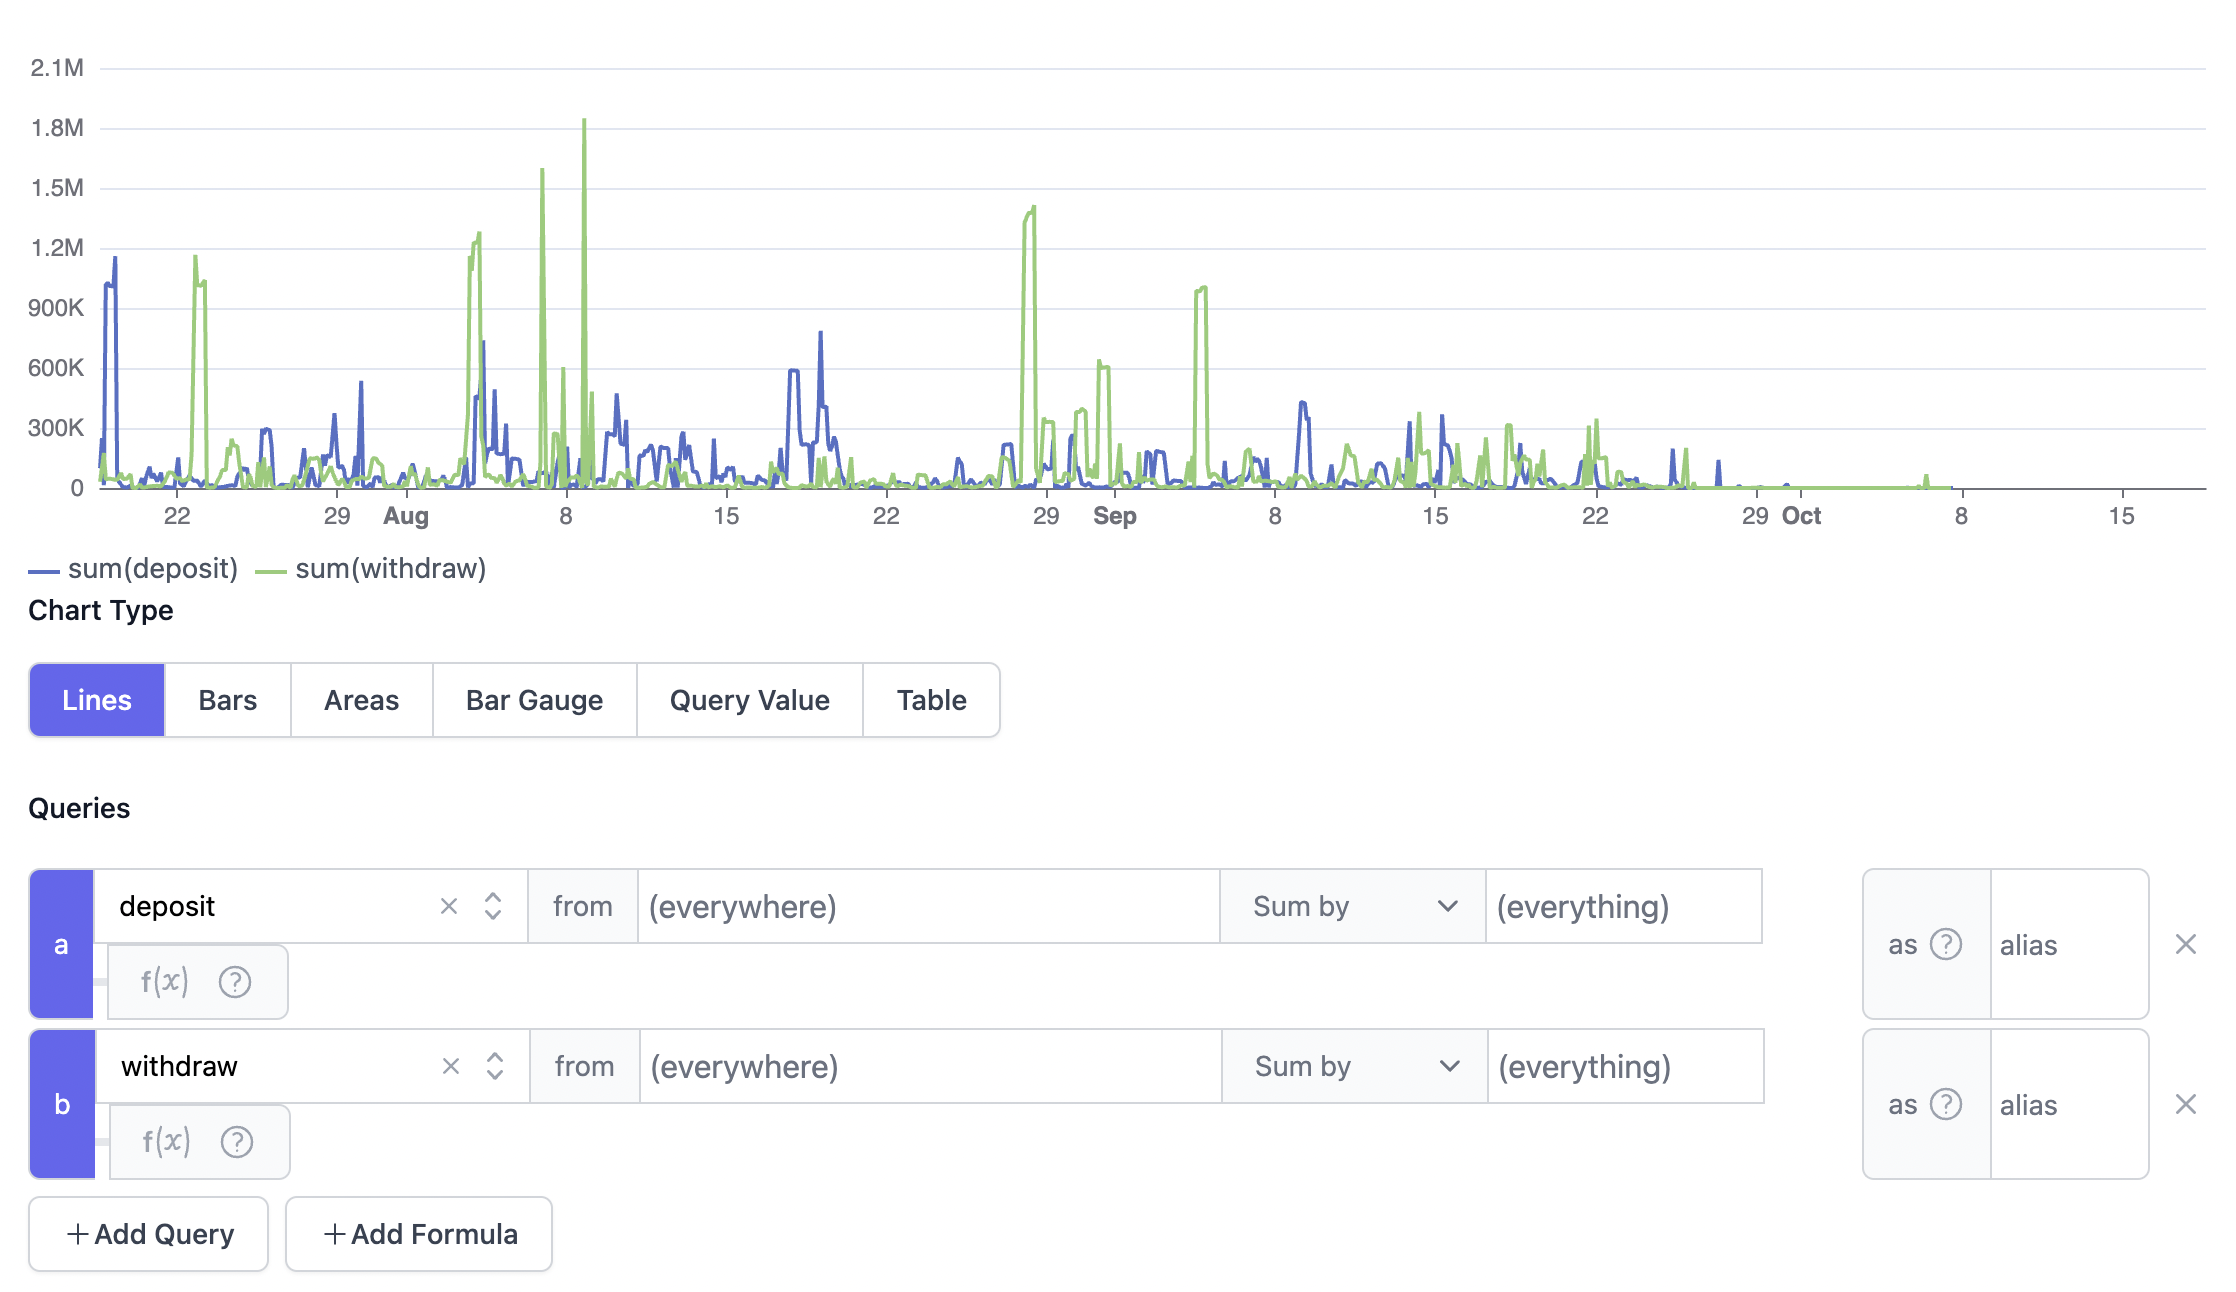 2.1M
1.8M
1.5M
1.2M
900K
600K
300K
0
22 29 Aug 8 15 22 29 Sep 8 15 22 29 Oct 8 15
sum(deposit) sum(withdraw)
Chart Type
Lines Bars Areas Bar Gauge Query Value Table
Queries
a deposit from (everywhere) Sum by (everything) as ? alias
f(x) ?
b withdraw from (everywhere) Sum by (everything) as ? alias
f(x) ?
+ Add Query + Add Formula